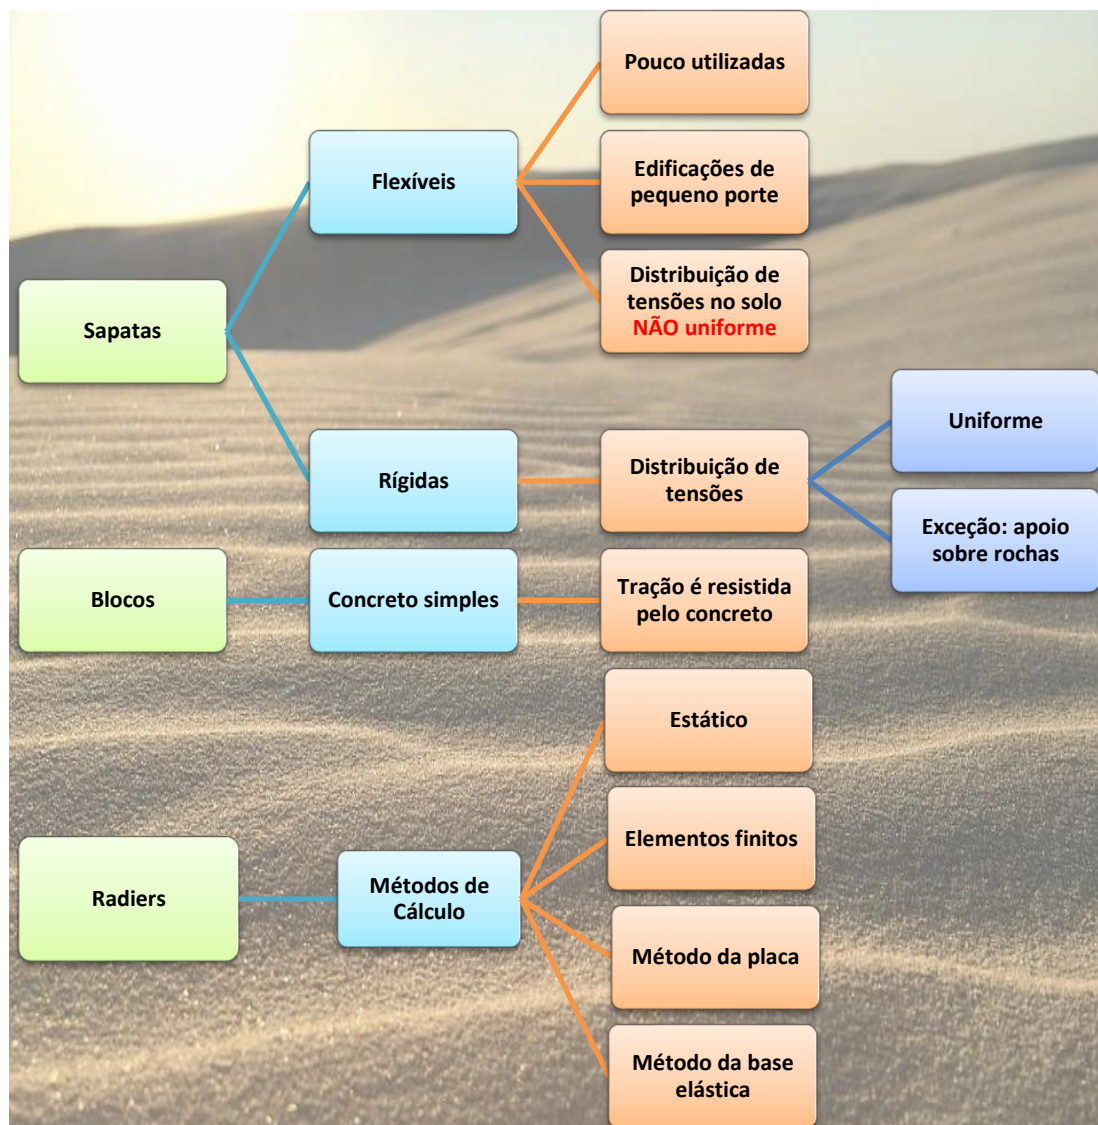 Pouco utilizadas
Flexíveis
Edificações de
pequeno porte
Distribuição de
tensões no solo
NÃO uniforme
Sapatas
Uniforme
Rígidas
Distribuição de
tensões
Exceção: apoio
sobre rochas
Blocos
Concreto simples
Tração é resistida
pelo concreto
Estático
Elementos finitos
Radiers
Métodos de
Cálculo
Método da placa
Método da base
elástica